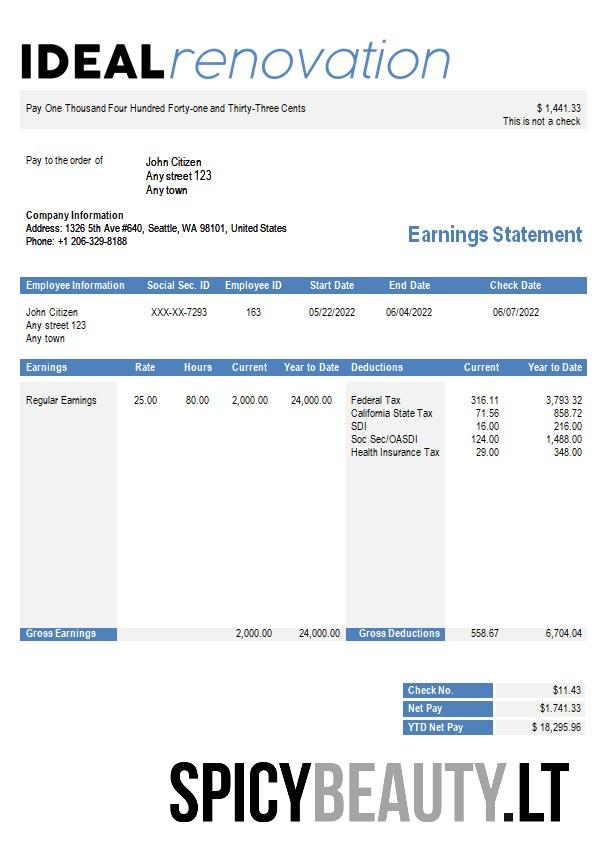 IDEAL renovation
Pay One Thousand Four Hundred Forty-one and Thirty-Three Cents $ 1,441.33
This is not a check
Pay to the order of John Citizen
Any street 123
Any town
Company Information
Address: 1326 5th Ave #640, Seattle, WA 98101, United States
Phone: +1 206-329-8188
Earnings Statement
Employee Information Social Sec. ID Employee ID Start Date End Date Check Date
John Citizen XXX-XX-7293 163 05/22/2022 06/04/2022 06/07/2022
Any street 123
Any town
Earnings Rate Hours Current Year to Date Deductions Current Year to Date
Regular Earnings 25.00 80.00 2,000.00 24,000.00 Federal Tax 316.11 3,793 32
California State Tax 71.56 858.72
SDI 16.00 216.00
Soc Sec/OASDI 124.00 1,488.00
Health Insurance Tax 29.00 348.00
Gross Earnings 2,000.00 24,000.00 Gross Deductions 558.67 6,704.04
Check No. $11.43
Net Pay $1.741.33
YTD Net Pay $ 18,295.96
SPICYBEAUTY.LT